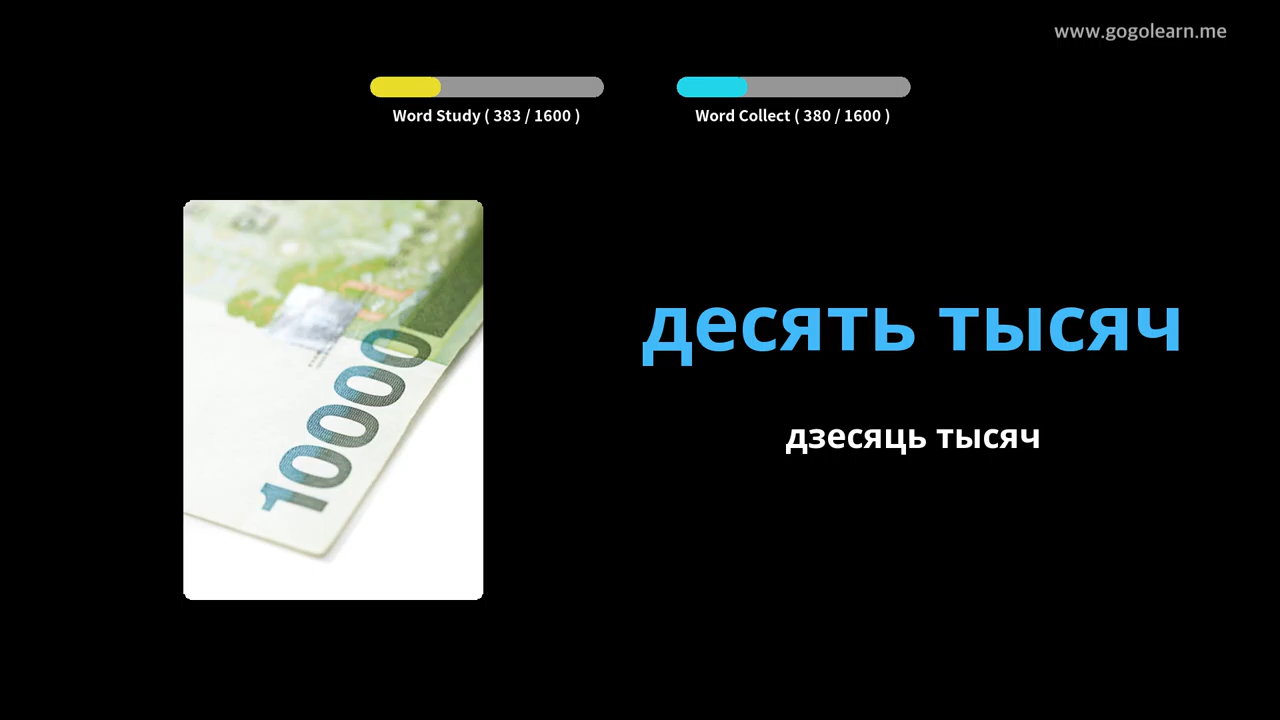 www.gogolearn.me
Word Study ( 383 / 1600 )
Word Collect ( 380 / 1600 )
10000
десять тысяч
дзесяць тысяч